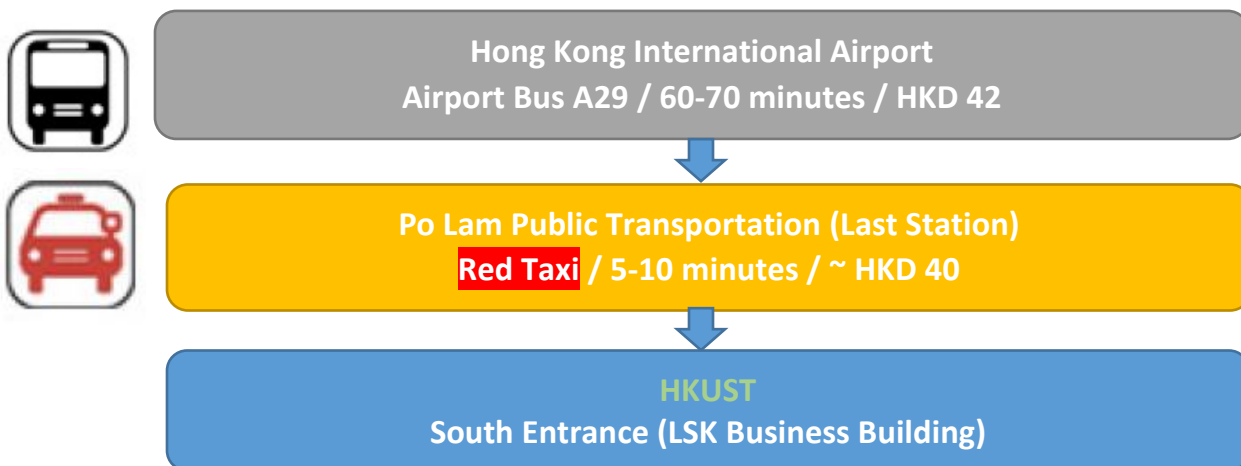 Hong Kong International Airport
Airport Bus A29 / 60-70 minutes / HKD 42
Po Lam Public Transportation (Last Station)
Red Taxi / 5-10 minutes / ~ HKD 40
HKUST
South Entrance (LSK Business Building)